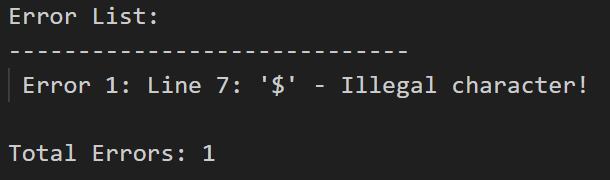 Error List:
-----------------------------
Error 1: Line 7: '$' - Illegal character!
Total Errors: 1